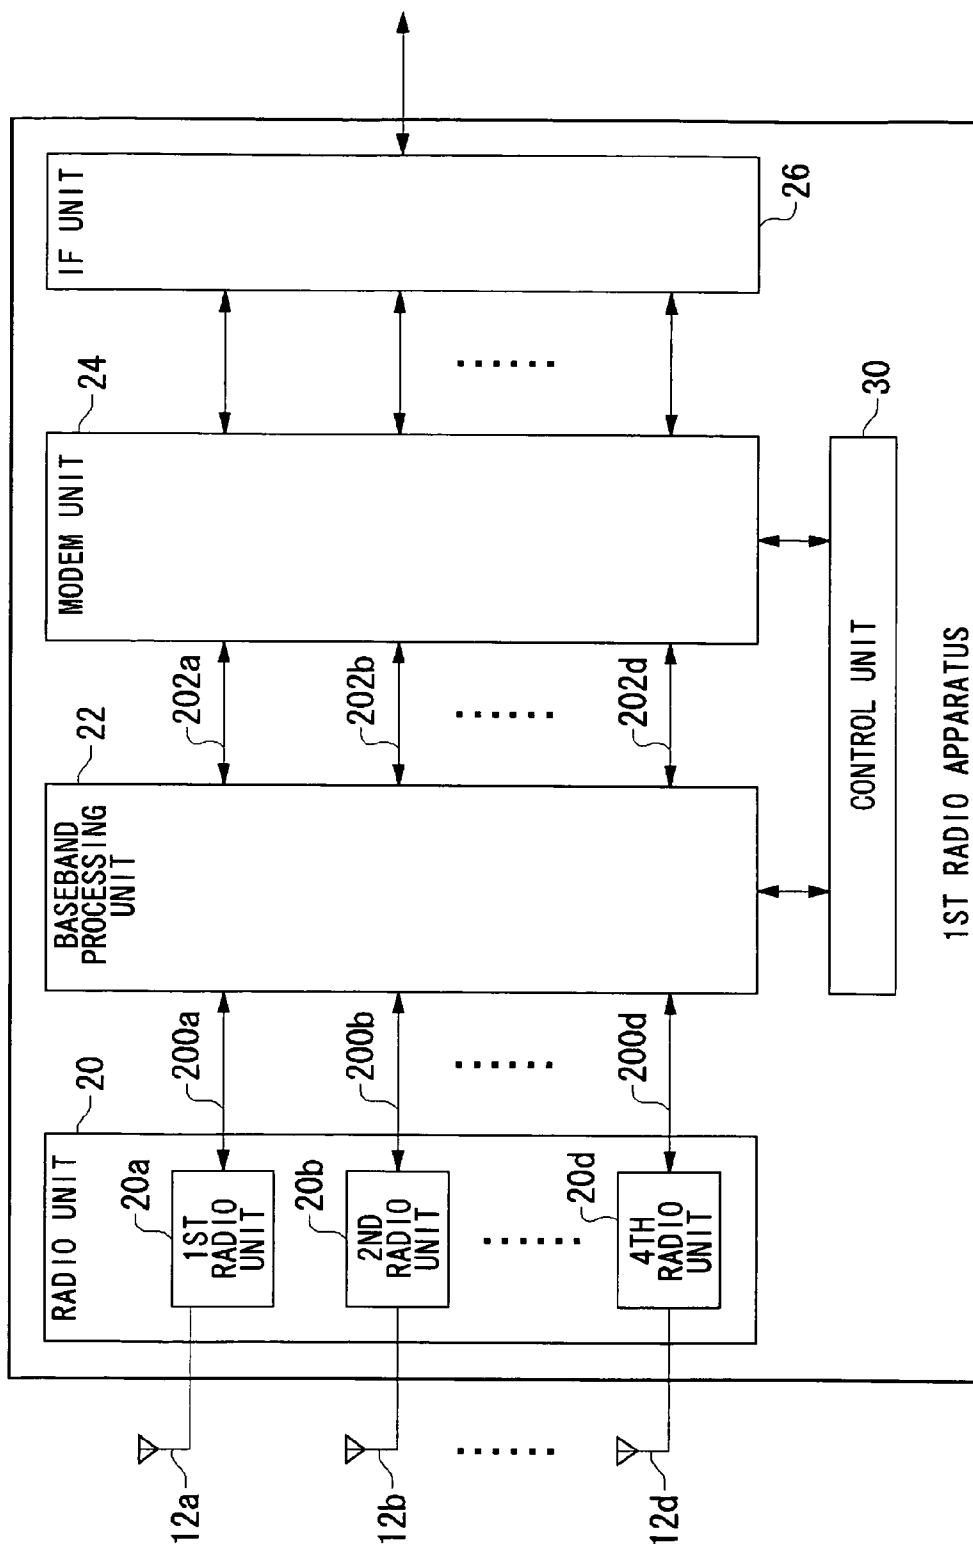 12a
12b
12d
RADIO UNIT
20
20a
1ST
RADIO
UNIT
20b
2ND
RADIO
UNIT
20d
4TH
RADIO
UNIT
200a
200b
200d
BASEBAND
PROCESSING
UNIT
22
202a
202b
202d
MODEM UNIT
24
IF UNIT
26
CONTROL UNIT
30
1ST RADIO APPARATUS